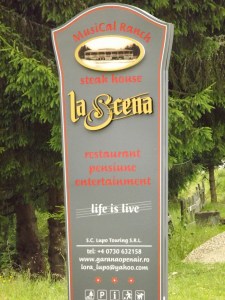 MusiCal Ranch
steak house
la Scena
restaurant
pensiune
entertainment
life is live
S.C. Lupo Touring S.R.L.
tel: +4 0730 632158
www.garanaopenair.ro
lora_lupo@yahoo.com
P